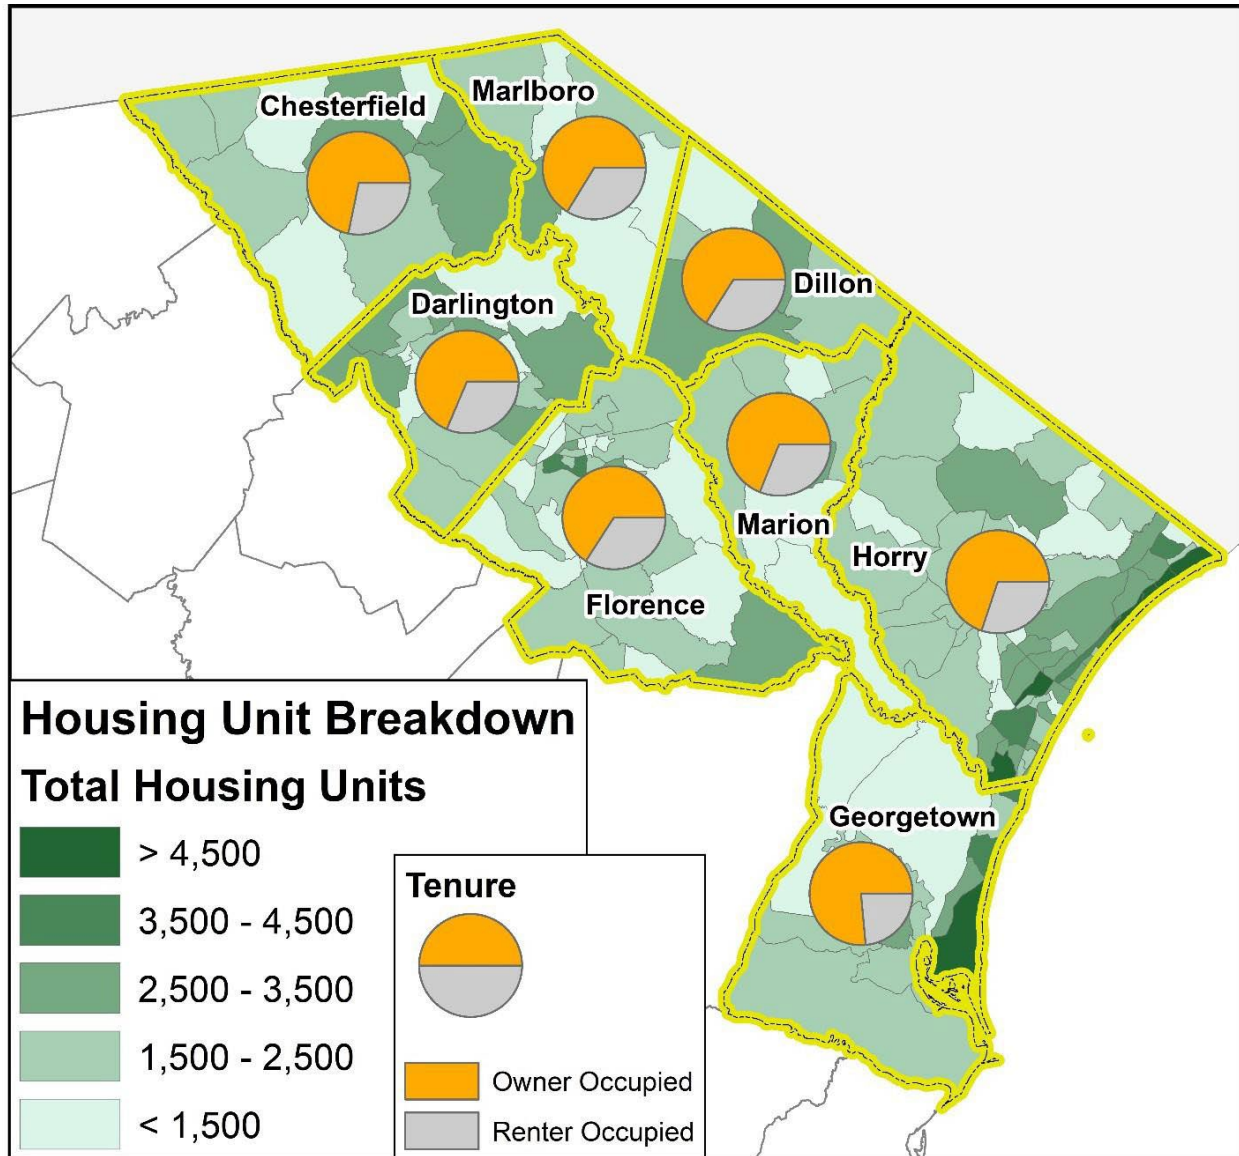 Chesterfield
Marlboro
Darlington
Dillon
Marion
Horry
Florence
Georgetown
Housing Unit Breakdown
Total Housing Units
> 4,500
3,500 - 4,500
2,500 - 3,500
1,500 - 2,500
< 1,500
Tenure
Owner Occupied
Renter Occupied